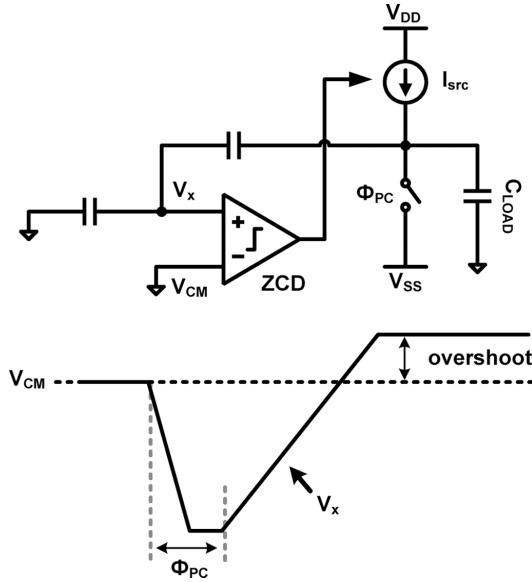 VDD
Isrc
Vx
ΦPC
CLOAD
+
−
VCM
ZCD
VSS
VCM
overshoot
Vx
ΦPC